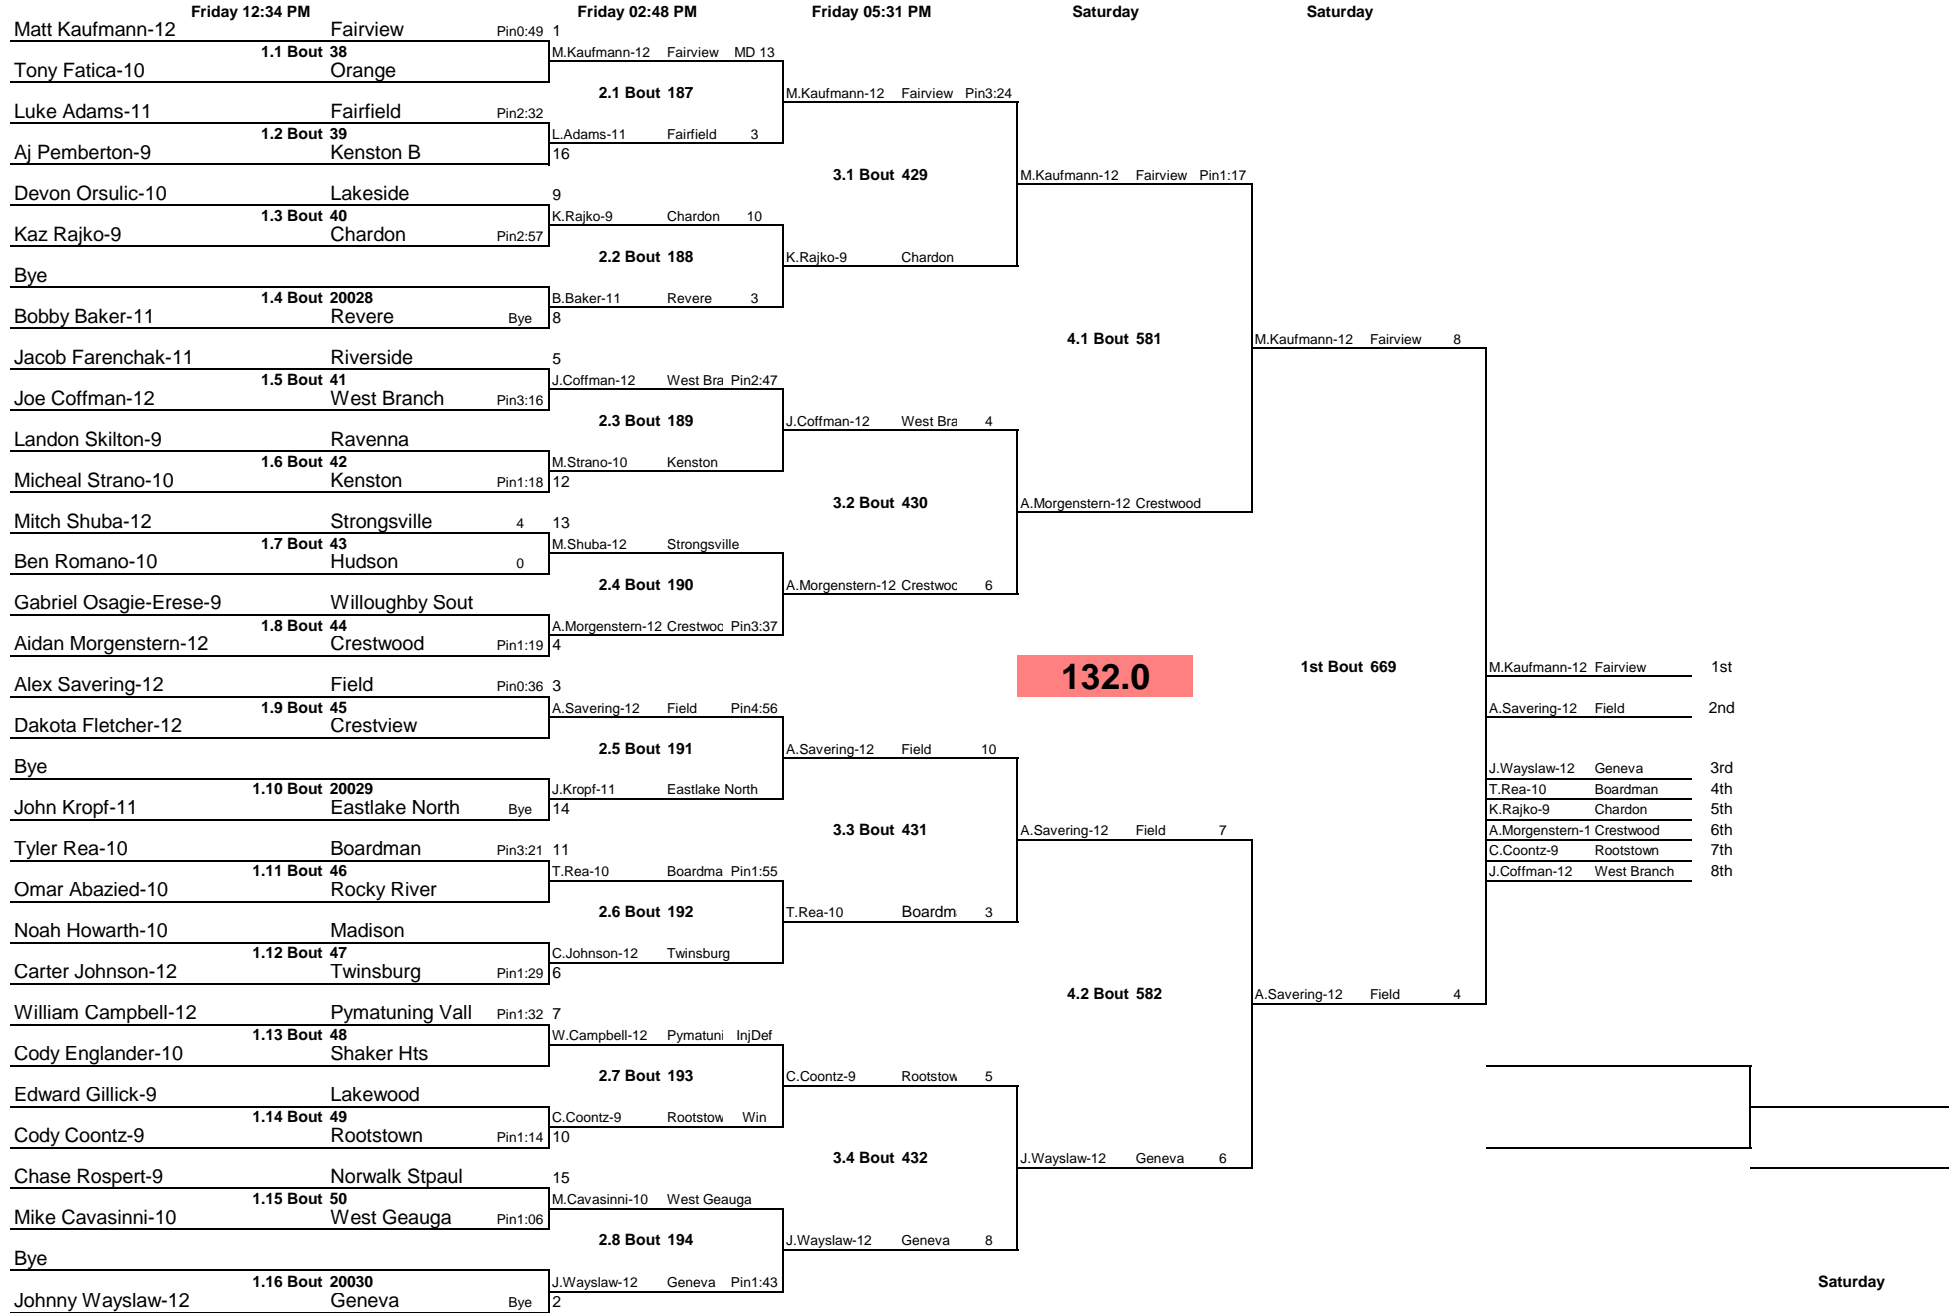 Friday 12:34 PM Friday 02:48 PM Friday 05:31 PM Saturday Saturday
Matt Kaufmann-12 Fairview Pin0:49 1
1.1 Bout 38 M.Kaufmann-12 Fairview MD 13
Tony Fatica-10 Orange
2.1 Bout 187 M.Kaufmann-12 Fairview Pin3:24
Luke Adams-11 Fairfield Pin2:32
1.2 Bout 39 L.Adams-11 Fairfield 3
Aj Pemberton-9 Kenston B 16
3.1 Bout 429 M.Kaufmann-12 Fairview Pin1:17
Devon Orsulic-10 Lakeside 9
1.3 Bout 40 K.Rajko-9 Chardon 10
Kaz Rajko-9 Chardon Pin2:57
2.2 Bout 188 K.Rajko-9 Chardon
Bye
1.4 Bout 20028 B.Baker-11 Revere 3
Bobby Baker-11 Revere Bye 8
4.1 Bout 581 M.Kaufmann-12 Fairview 8
Jacob Farenchak-11 Riverside 5
1.5 Bout 41 J.Coffman-12 West Bra Pin2:47
Joe Coffman-12 West Branch Pin3:16
2.3 Bout 189 J.Coffman-12 West Bra 4
Landon Skilton-9 Ravenna
1.6 Bout 42 M.Strano-10 Kenston
Micheal Strano-10 Kenston Pin1:18 12
3.2 Bout 430 A.Morgenstern-12 Crestwood
Mitch Shuba-12 Strongsville 4 13
1.7 Bout 43 M.Shuba-12 Strongsville
Ben Romano-10 Hudson 0
2.4 Bout 190 A.Morgenstern-12 Crestwoo 6
Gabriel Osagie-Erese-9 Willoughby Sout
1.8 Bout 44 A.Morgenstern-12 Crestwoo Pin3:37
Aidan Morgenstern-12 Crestwood Pin1:19 4
132.0 1st Bout 669 M.Kaufmann-12 Fairview 1st
Alex Savering-12 Field Pin0:36 3
1.9 Bout 45 A.Savering-12 Field Pin4:56 A.Savering-12 Field 2nd
Dakota Fletcher-12 Crestview
2.5 Bout 191 A.Savering-12 Field 10
Bye J.Wayslaw-12 Geneva 3rd
1.10 Bout 20029 J.Kropf-11 Eastlake North T.Rea-10 Boardman 4th
John Kropf-11 Eastlake North Bye 14 K.Rajko-9 Chardon 5th
3.3 Bout 431 A.Savering-12 Field 7 A.Morgenstern-1 Crestwood 6th
Tyler Rea-10 Boardman Pin3:21 11 C.Coontz-9 Rootstown 7th
1.11 Bout 46 T.Rea-10 Boardma Pin1:55 J.Coffman-12 West Branch 8th
Omar Abazied-10 Rocky River
2.6 Bout 192 T.Rea-10 Boardm 3
Noah Howarth-10 Madison
1.12 Bout 47 C.Johnson-12 Twinsburg
Carter Johnson-12 Twinsburg Pin1:29 6
4.2 Bout 582 A.Savering-12 Field 4
William Campbell-12 Pymatuning Vall Pin1:32 7
1.13 Bout 48 W.Campbell-12 Pymatuni InjDef
Cody Englander-10 Shaker Hts
2.7 Bout 193 C.Coontz-9 Rootstow 5
Edward Gillick-9 Lakewood
1.14 Bout 49 C.Coontz-9 Rootstow Win
Cody Coontz-9 Rootstown Pin1:14 10
3.4 Bout 432 J.Wayslaw-12 Geneva 6
Chase Rospert-9 Norwalk Stpaul 15
1.15 Bout 50 M.Cavasinni-10 West Geauga
Mike Cavasinni-10 West Geauga Pin1:06
2.8 Bout 194 J.Wayslaw-12 Geneva 8
Bye
1.16 Bout 20030 J.Wayslaw-12 Geneva Pin1:43 Saturday
Johnny Wayslaw-12 Geneva Bye 2